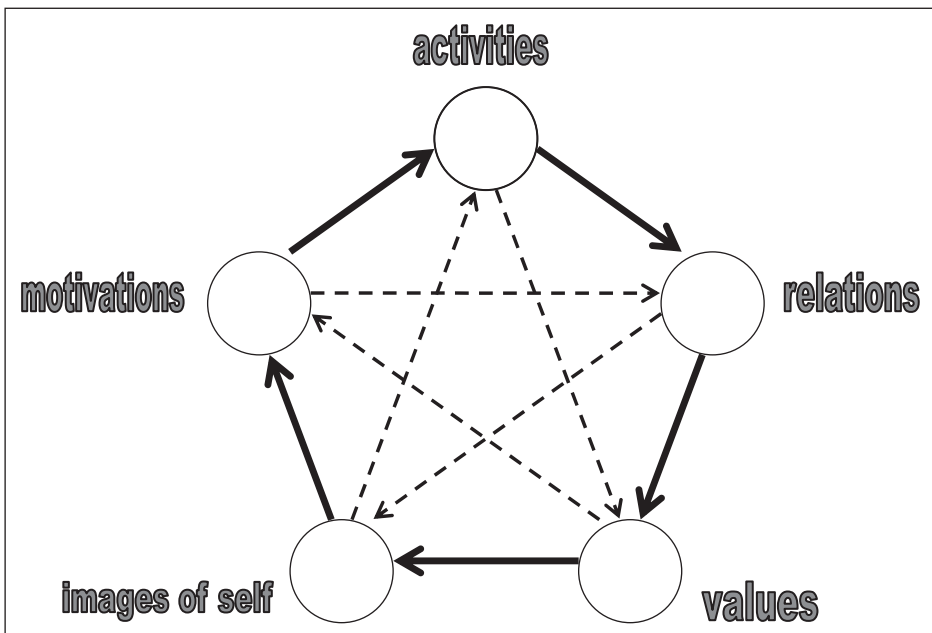 activities
motivations
relations
images of self
values